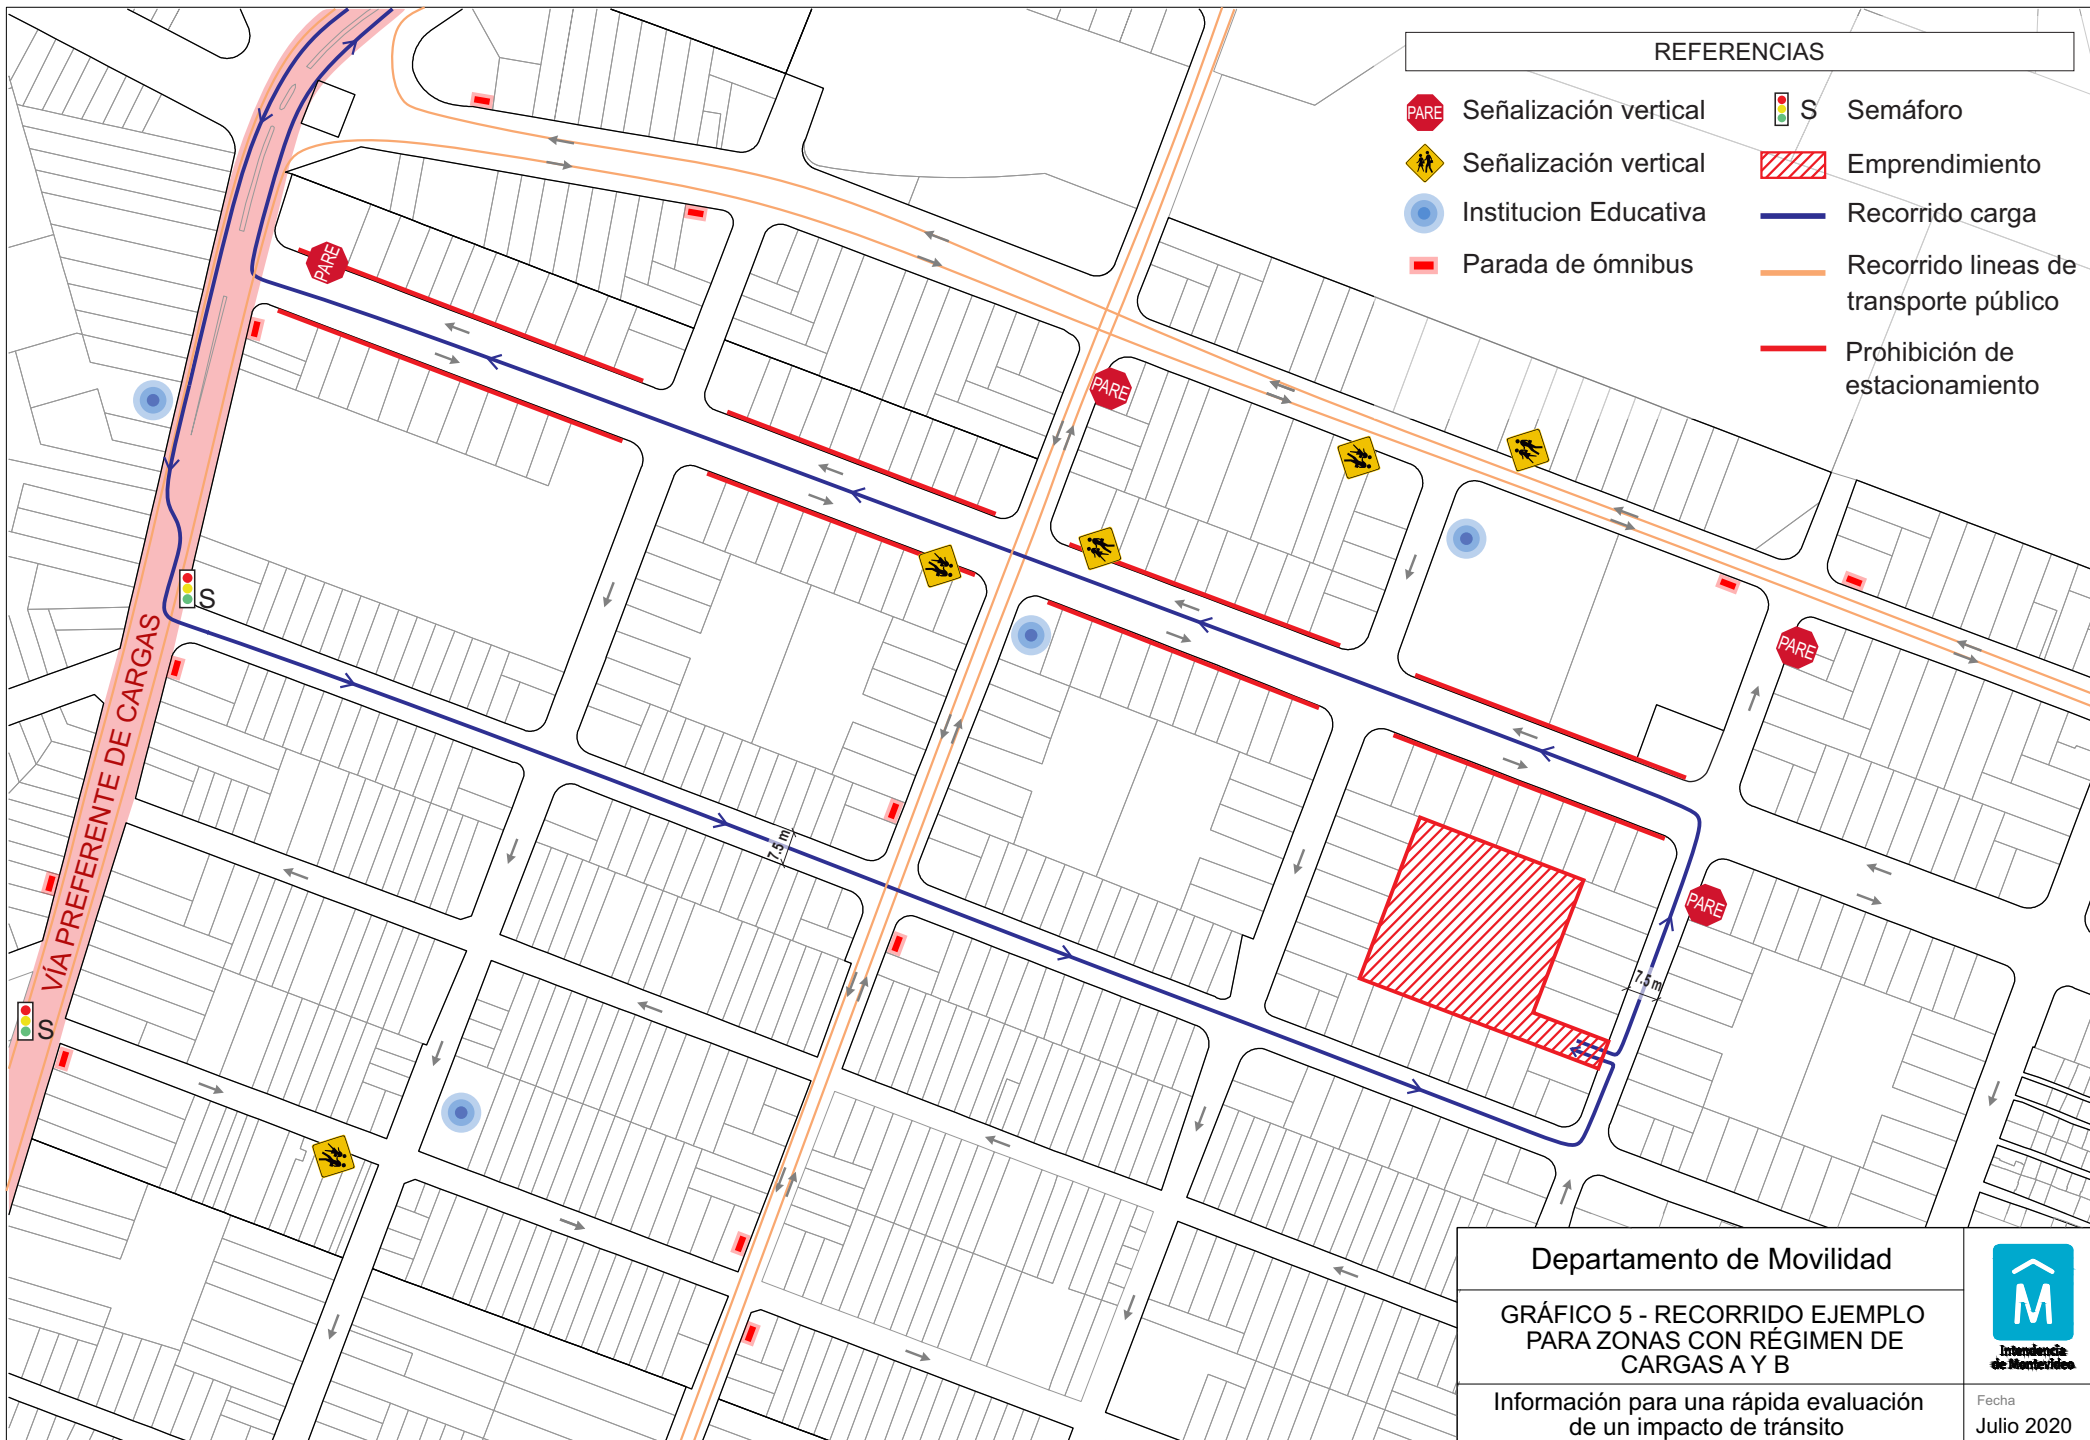 REFERENCIAS
PARE Señalización vertical
S Semáforo
Señalización vertical
Emprendimiento
Institucion Educativa
Recorrido carga
Parada de ómnibus
Recorrido lineas de
transporte público
Prohibición de
estacionamiento
PARE
PARE
PARE
PARE
S
S
VÍA PREFERENTE DE CARGAS
7.5 m
7.5 m
Departamento de Movilidad
GRÁFICO 5 - RECORRIDO EJEMPLO
PARA ZONAS CON RÉGIMEN DE
CARGAS A Y B
Información para una rápida evaluación
de un impacto de tránsito
M
Intendencia
de Montevideo
Fecha
Julio 2020